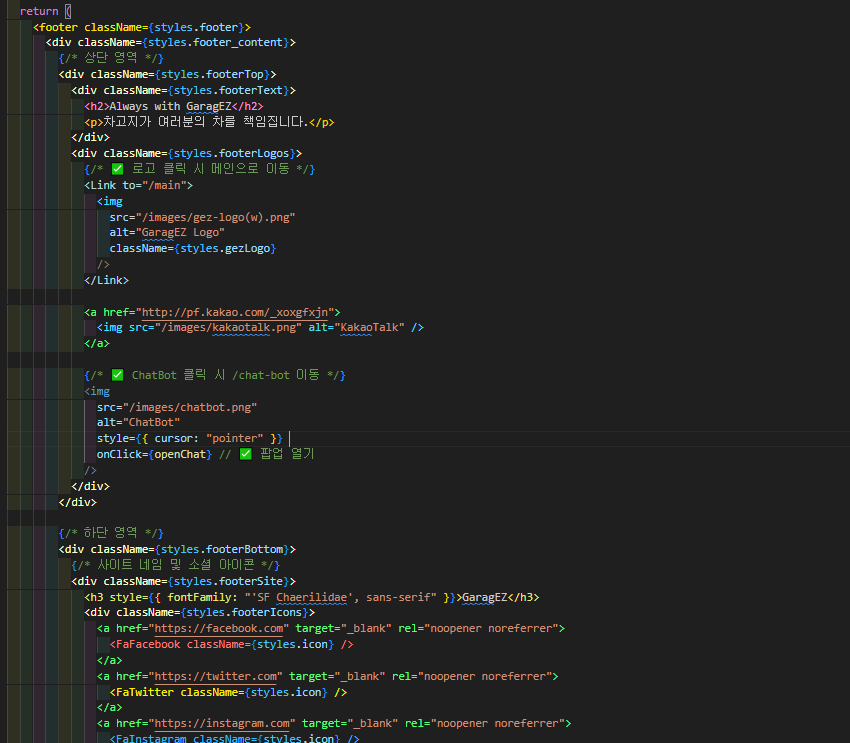 return (
<footer className={styles.footer}>
<div className={styles.footer_content}>
{/* 상단 영역 */}
<div className={styles.footerTop}>
<div className={styles.footerText}>
<h2>Always with GaragEZ</h2>
<p>차고지가 여러분의 차를 책임집니다.</p>
</div>
<div className={styles.footerLogos}>
{/* ✅ 로고 클릭 시 메인으로 이동 */}
<Link to="/main">
<img
src="/images/gez-logo(w).png"
alt="GaragEZ Logo"
className={styles.gezLogo}
/>
</Link>
<a href="http://pf.kakao.com/_xoxgfxjn">
<img src="/images/kakaotalk.png" alt="KakaoTalk" />
</a>
{/* ✅ ChatBot 클릭 시 /chat-bot 이동 */}
<img
src="/images/chatbot.png"
alt="ChatBot"
style={{ cursor: "pointer" }}
onClick={openChat} // ✅ 팝업 열기
/>
</div>
</div>
{/* 하단 영역 */}
<div className={styles.footerBottom}>
{/* 사이트 네임 및 소셜 아이콘 */}
<div className={styles.footerSite}>
<h3 style={{ fontFamily: "'SF Chaerilidae', sans-serif" }}>GaragEZ</h3>
<div className={styles.footerIcons}>
<a href="https://facebook.com" target="_blank" rel="noopener noreferrer">
<FaFacebook className={styles.icon} />
</a>
<a href="https://twitter.com" target="_blank" rel="noopener noreferrer">
<FaTwitter className={styles.icon} />
</a>
<a href="https://instagram.com" target="_blank" rel="noopener noreferrer">
<FaInstagram className={styles.icon} />